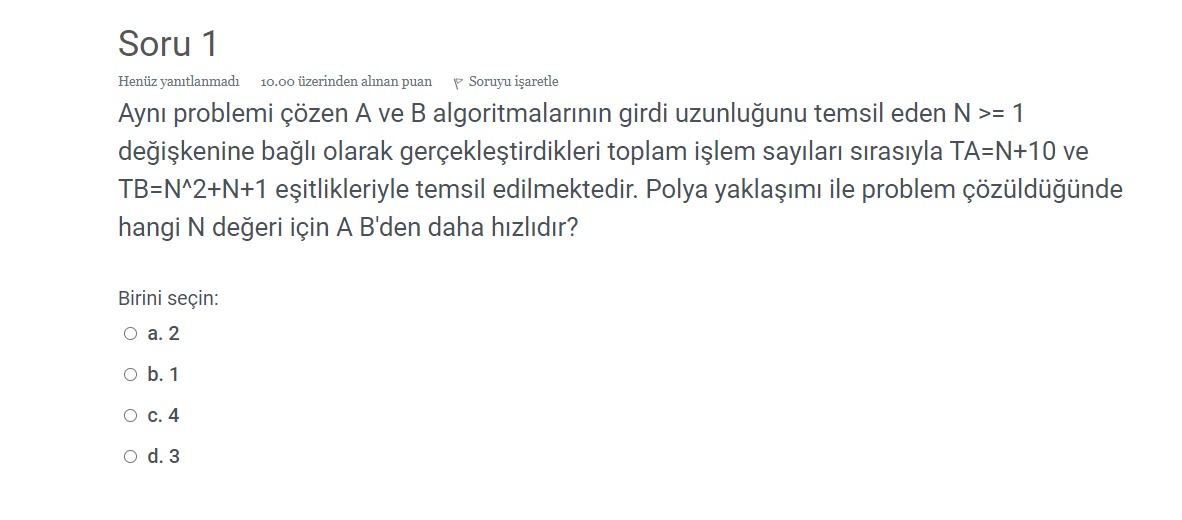 Soru 1
Henüz yanıtlanmadı 10.00 üzerinden alınan puan Soruyu işaretle
Aynı problemi çözen A ve B algoritmalarının girdi uzunluğunu temsil eden N >= 1
değişkenine bağlı olarak gerçekleştirdikleri toplam işlem sayıları sırasıyla TA=N+10 ve
TB=N^2+N+1 eşitlikleriyle temsil edilmektedir. Polya yaklaşımı ile problem çözüldüğünde
hangi N değeri için A B'den daha hızlıdır?
Birini seçin:
a. 2
b. 1
c. 4
d. 3